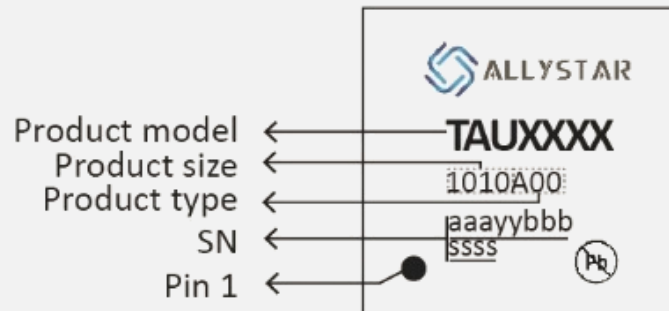 ALLYSTAR
Product model
TAUXXXX
Product size
1010A00
Product type
SN
aaayybbb
ssss
Pin 1
Pb